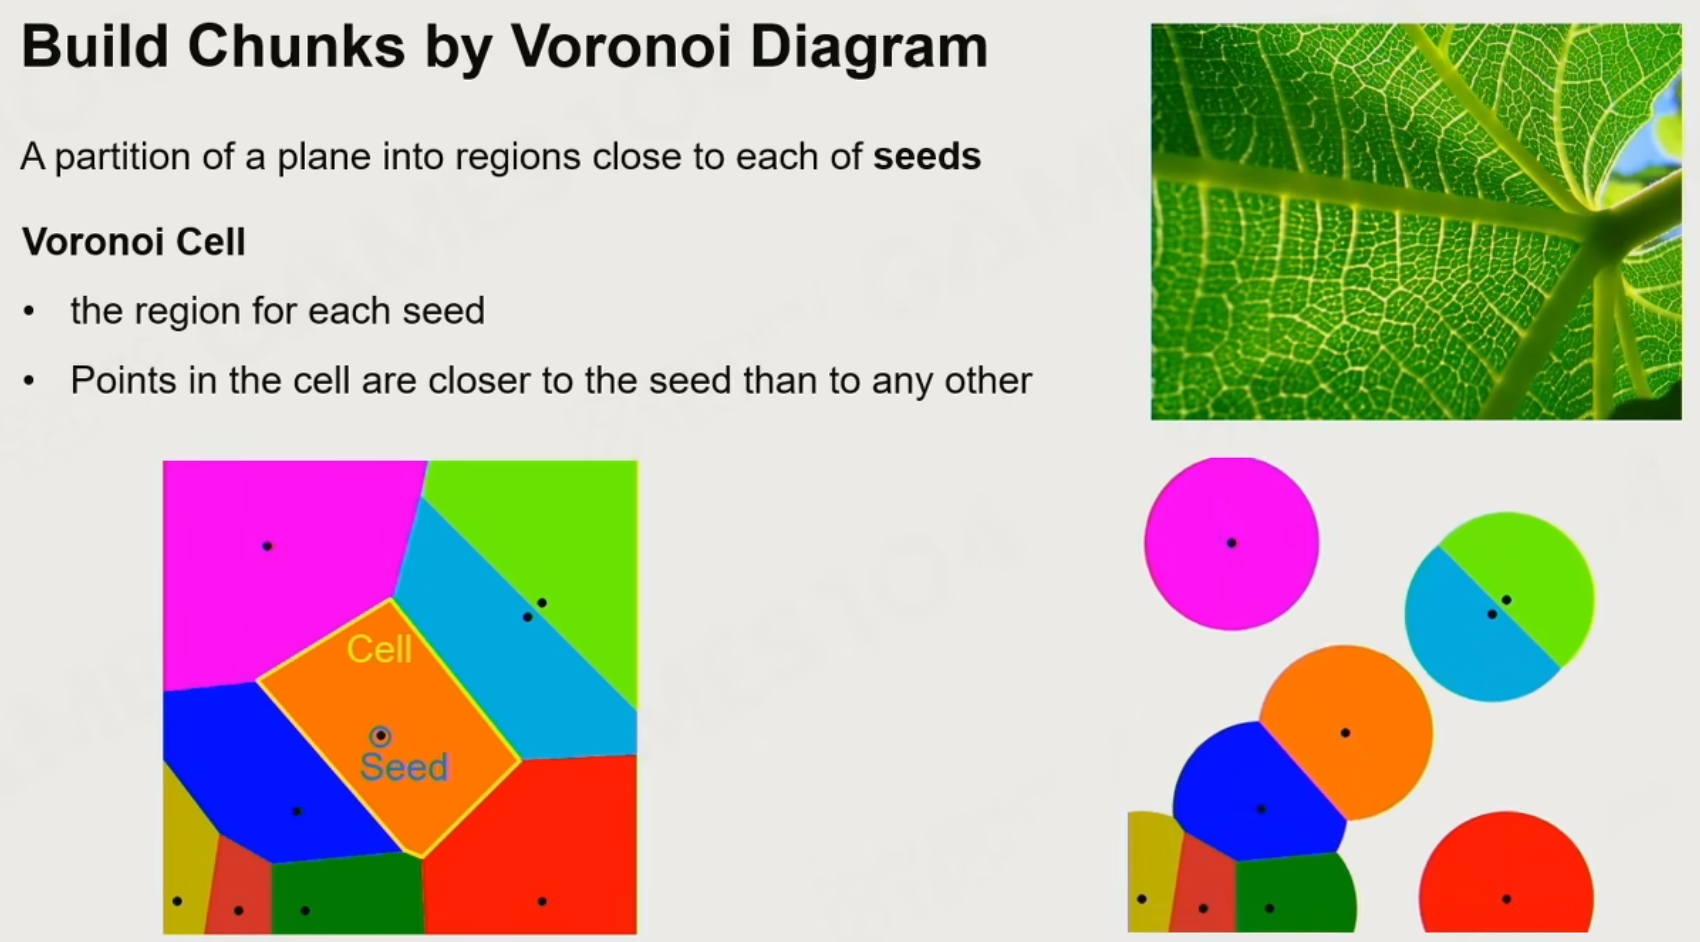 Build Chunks by Voronoi Diagram
A partition of a plane into regions close to each of seeds
Voronoi Cell
• the region for each seed
• Points in the cell are closer to the seed than to any other
Cell
Seed